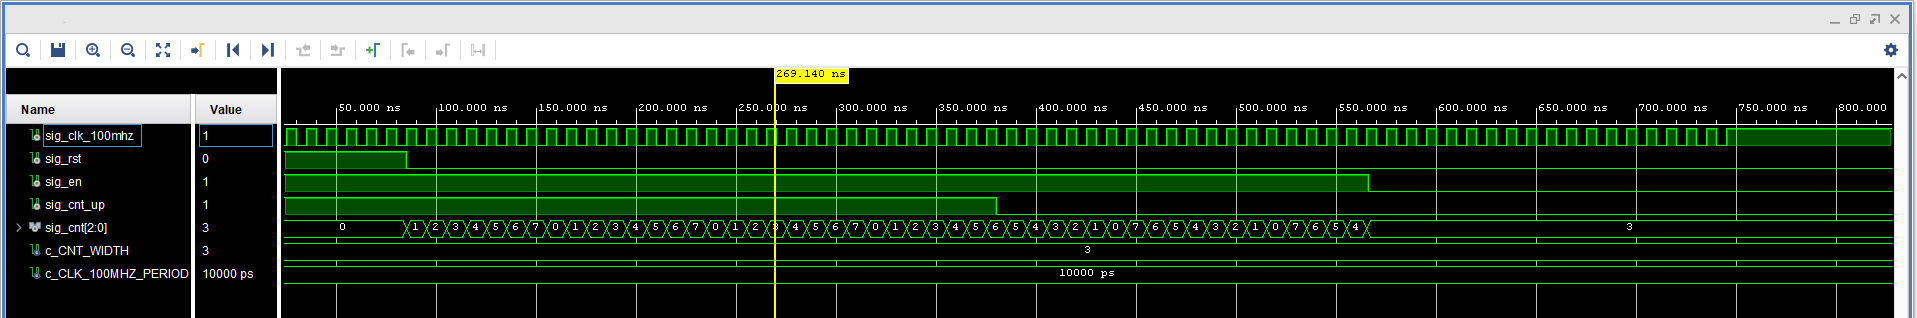 269.140 ns
Name Value
50.000 ns 100.000 ns 150.000 ns 200.000 ns 250.000 ns 300.000 ns 350.000 ns 400.000 ns 450.000 ns 500.000 ns 550.000 ns 600.000 ns 650.000 ns 700.000 ns 750.000 ns 800.000
sig_clk_100mhz 1
sig_rst 0
sig_en 1
sig_cnt_up 1
sig_cnt[2:0] 3 0 1 2 3 4 5 6 7 0 1 2 3 4 5 6 7 0 1 2 3 4 5 6 7 0 1 2 3 4 5 6 5 4 3 2 1 0 7 6 5 4 3 2 1 0 7 6 5 4 3
c_CNT_WIDTH 3 3
c_CLK_100MHZ_PERIOD 10000 ps 10000 ps